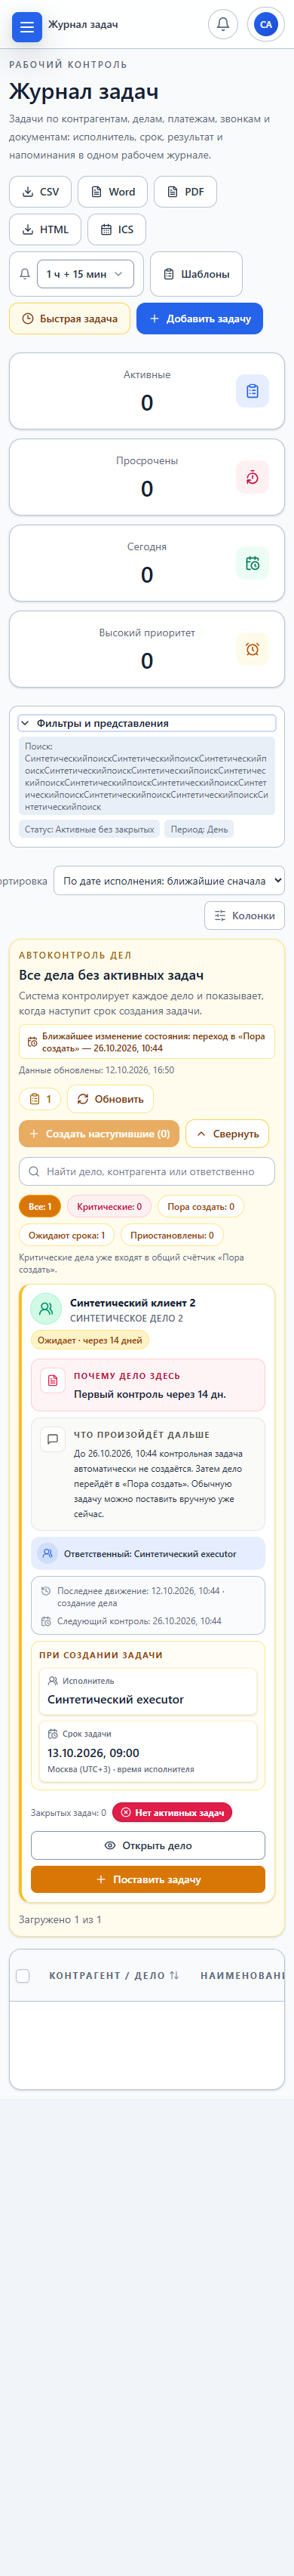 Журнал задач
CA
РАБОЧИЙ КОНТРОЛЬ
Журнал задач
Задачи по контрагентам, делам, платежам, звонкам и
документам: исполнитель, срок, результат и
напоминания в одном рабочем журнале.
CSV
Word
PDF
HTML
ICS
1 ч + 15 мин
Шаблоны
Быстрая задача
Добавить задачу
Активные
0
Просрочены
0
Сегодня
0
Высокий приоритет
0
Фильтры и представления
Поиск:
СинтетическийпоискСинтетическийпоискСинтетическийп
оискСинтетическийпоискСинтетическийпоискСинтетичес
кийпоискСинтетическийпоискСинтетическийпоискСинтет
ическийпоискСинтетическийпоискСинтетическийпоискСи
нтетическийпоиск
Статус: Активные без закрытых
Период: День
ортировка
По дате исполнения: ближайшие сначала
Колонки
АВТОКОНТРОЛЬ ДЕЛ
Все дела без активных задач
Система контролирует каждое дело и показывает,
когда наступит срок создания задачи.
Ближайшее изменение состояния: переход в «Пора
создать» — 26.10.2026, 10:44
Данные обновлены: 12.10.2026, 16:50
1
Обновить
Создать наступившие (0)
Свернуть
Найти дело, контрагента или ответственно
Все: 1
Критические: 0
Пора создать: 0
Ожидают срока: 1
Приостановлены: 0
Критические дела уже входят в общий счётчик «Пора
создать».
Синтетический клиент 2
СИНТЕТИЧЕСКОЕ ДЕЛО 2
Ожидает · через 14 дней
ПОЧЕМУ ДЕЛО ЗДЕСЬ
Первый контроль через 14 дн.
ЧТО ПРОИЗОЙДЁТ ДАЛЬШЕ
До 26.10.2026, 10:44 контрольная задача
автоматически не создаётся. Затем дело
перейдёт в «Пора создать». Обычную
задачу можно поставить вручную уже
сейчас.
Ответственный: Синтетический executor
Последнее движение: 12.10.2026, 10:44 ·
создание дела
Следующий контроль: 26.10.2026, 10:44
ПРИ СОЗДАНИИ ЗАДАЧИ
Исполнитель
Синтетический executor
Срок задачи
13.10.2026, 09:00
Москва (UTC+3) · время исполнителя
Закрытых задач: 0
Нет активных задач
Открыть дело
Поставить задачу
Загружено 1 из 1
КОНТРАГЕНТ / ДЕЛО
НАИМЕНОВАНИ